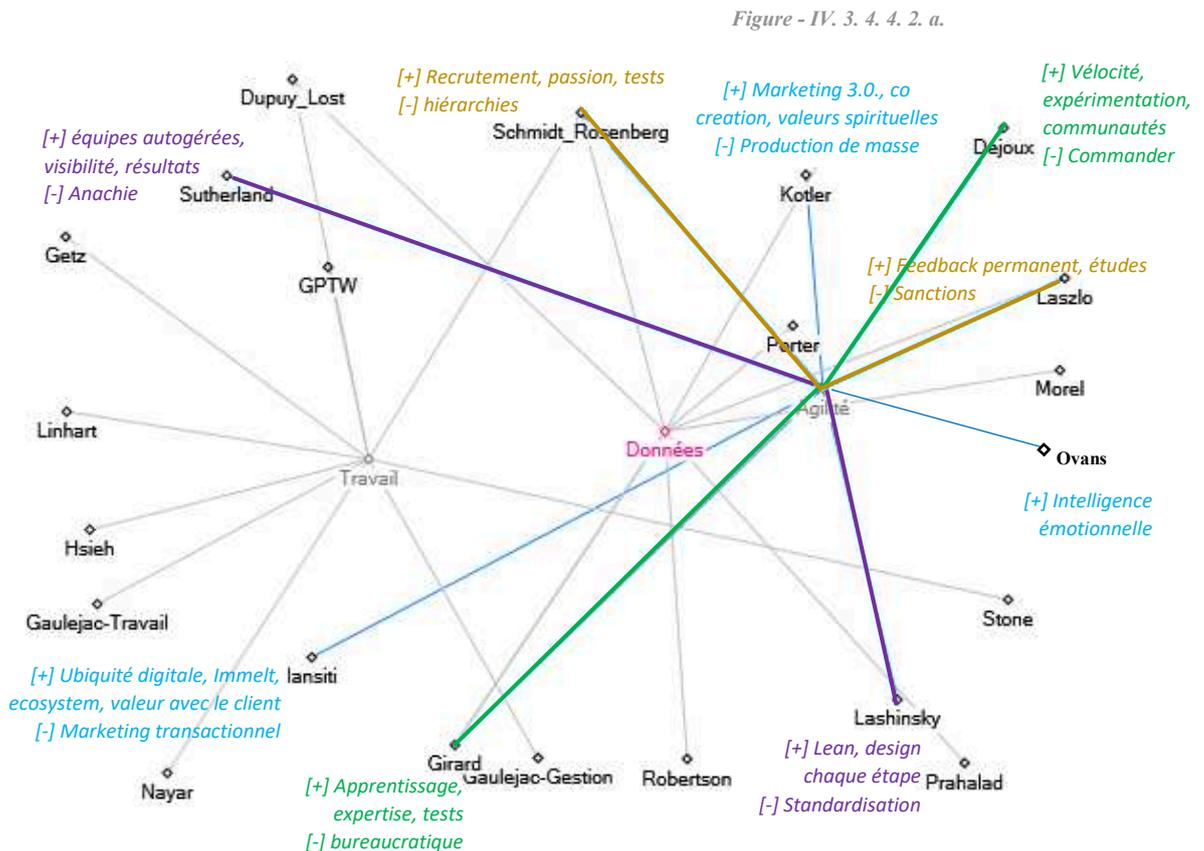 Figure - IV. 3. 4. 4. 2. a.
[+] Recrutement, passion, tests
[-] hiérarchies
[+] Vélocité,
expérimentation,
communautés
[-] Commander
[+] Marketing 3.0., co
creation, valeurs spirituelles
[-] Production de masse
Dupuy_Lost
Schmidt_Rosenberg
Dejoux
[+] équipes autogérées,
visibilité, résultats
[-] Anachie
Sutherland
Kotler
Getz
GPTW
[+] Feedback permanent, études
[-] Sanctions
Laszlo
Porter
Morel
Agilité
Linhart
Données
Ovans
Travail
[+] Intelligence
émotionnelle
Hsieh
Gaulejac-Travail
Stone
Iansiti
[+] Ubiquité digitale, Immelt,
ecosystem, valeur avec le client
[-] Marketing transactionnel
Lashinsky
[+] Lean, design
chaque étape
[-] Standardisation
Girard
Gaulejac-Gestion
Robertson
Prahalad
Nayar
[+] Apprentissage,
expertise, tests
[-] bureaucratique